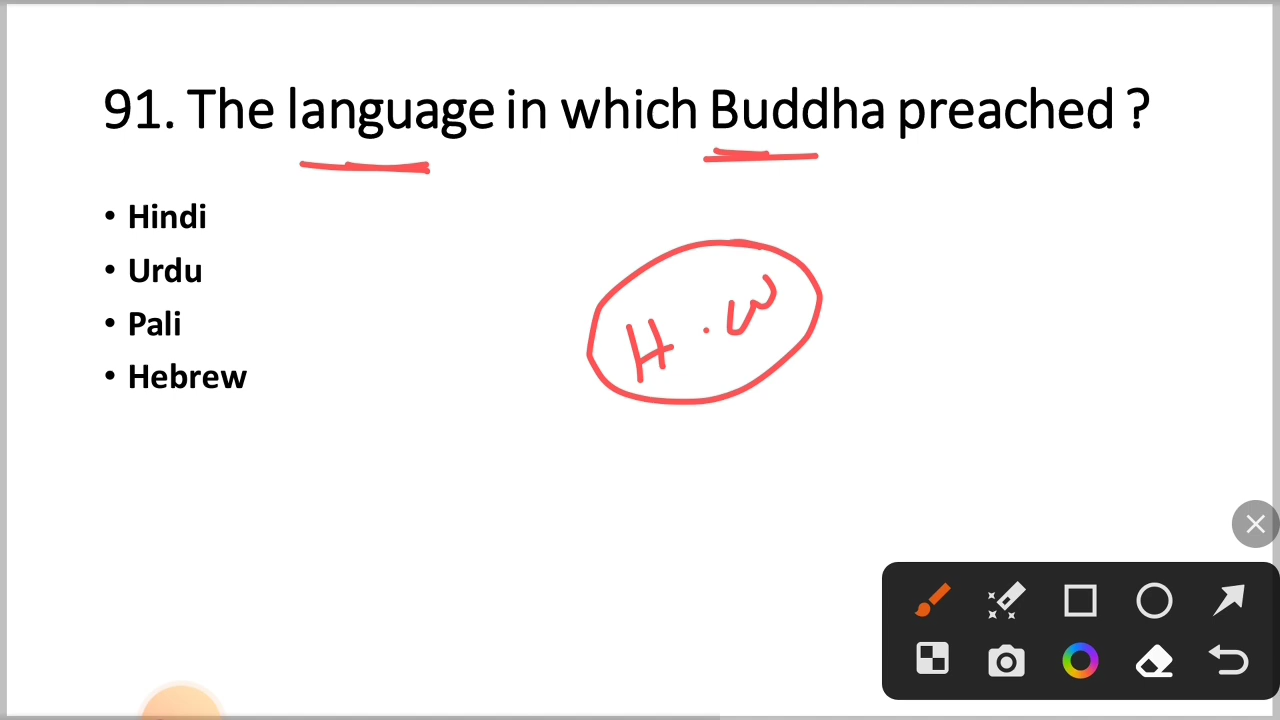 91. The language in which Buddha preached ?
• Hindi
• Urdu
• Pali
• Hebrew
H.W